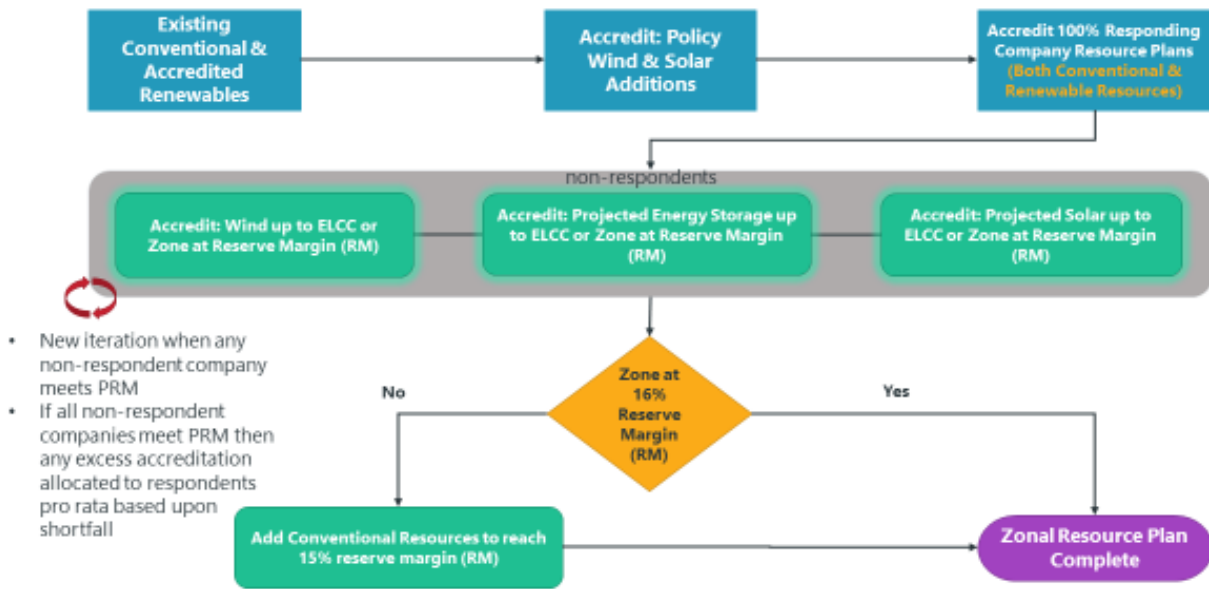 Existing
Conventional &
Accredited
Renewables
Accredit: Policy
Wind & Solar
Additions
Accredit 100% Responding
Company Resource Plans
(Both Conventional &
Renewable Resources)
non-respondents
Accredit: Wind up to ELCC or
Zone at Reserve Margin (RM)
Accredit: Projected Energy Storage up
to ELCC or Zone at Reserve Margin
(RM)
Accredit: Projected Solar up to
ELCC or Zone at Reserve Margin
(RM)
• New iteration when any
non-respondent company
meets PRM
• If all non-respondent
companies meet PRM then
any excess accreditation
allocated to respondents
pro rata based upon
shortfall
No
Zone at
16%
Reserve
Margin
(RM)
Yes
Add Conventional Resources to reach
15% reserve margin (RM)
Zonal Resource Plan
Complete